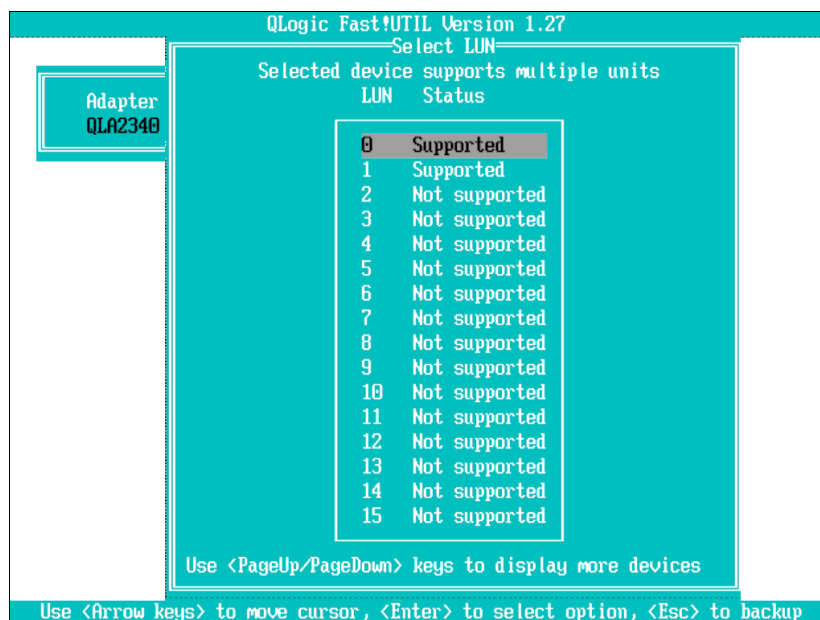 QLogic Fast!UTIL Version 1.27
Select LUN
Selected device supports multiple units
LUN Status
Adapter
QLA2340
0 Supported
1 Supported
2 Not supported
3 Not supported
4 Not supported
5 Not supported
6 Not supported
7 Not supported
8 Not supported
9 Not supported
10 Not supported
11 Not supported
12 Not supported
13 Not supported
14 Not supported
15 Not supported
Use <PageUp/PageDown> keys to display more devices
Use <Arrow keys> to move cursor, <Enter> to select option, <Esc> to backup